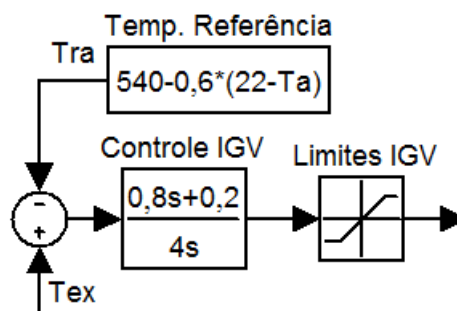 Temp. Referência
Tra
540-0,6*(22-Ta)
Controle IGV
Limites IGV
0,8s+0,2
4s
-
+
Tex